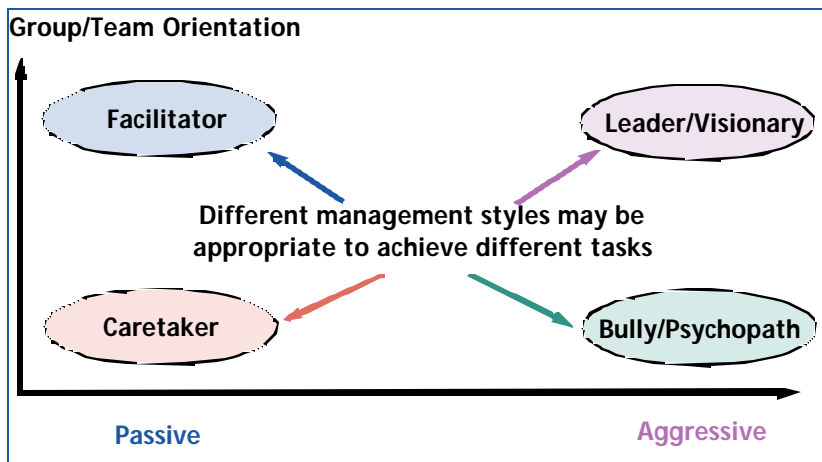 Group/Team Orientation
Facilitator
Leader/Visionary
Different management styles may be
appropriate to achieve different tasks
Caretaker
Bully/Psychopath
Passive
Aggressive